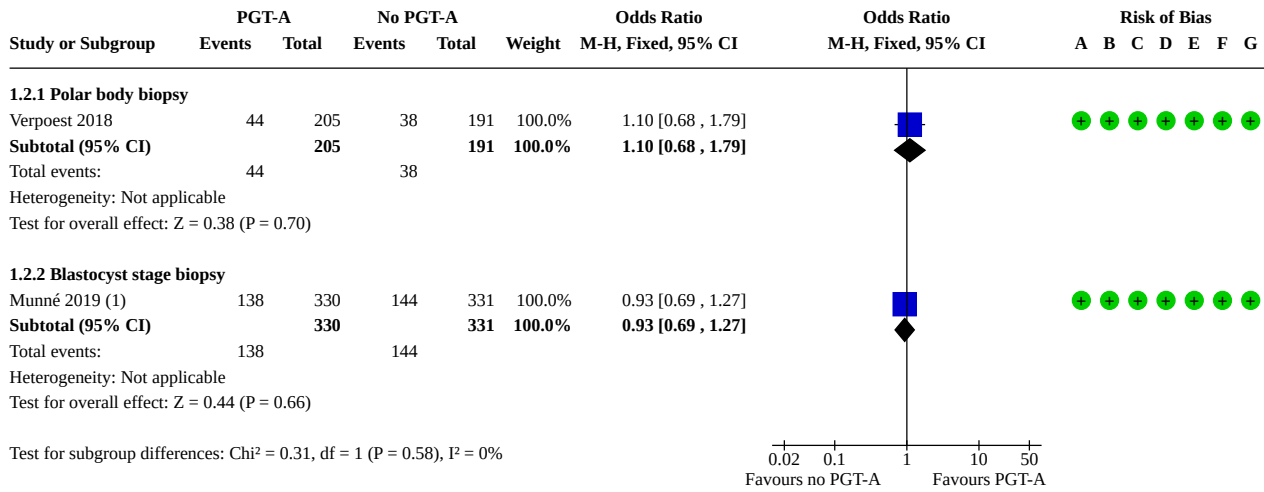 PGT-A No PGT-A Odds Ratio Odds Ratio Risk of Bias
Study or Subgroup Events Total Events Total Weight M-H, Fixed, 95% CI M-H, Fixed, 95% CI A B C D E F G
1.2.1 Polar body biopsy
Verpoest 2018 44 205 38 191 100.0% 1.10 [0.68 , 1.79] + + + + + + +
Subtotal (95% CI) 205 191 100.0% 1.10 [0.68 , 1.79]
Total events: 44 38
Heterogeneity: Not applicable
Test for overall effect: Z = 0.38 (P = 0.70)
1.2.2 Blastocyst stage biopsy
Munné 2019 (1) 138 330 144 331 100.0% 0.93 [0.69 , 1.27] + + + + + + +
Subtotal (95% CI) 330 331 100.0% 0.93 [0.69 , 1.27]
Total events: 138 144
Heterogeneity: Not applicable
Test for overall effect: Z = 0.44 (P = 0.66)
Test for subgroup differences: Chi² = 0.31, df = 1 (P = 0.58), I² = 0%
0.02 0.1 1 10 50
Favours no PGT-A Favours PGT-A